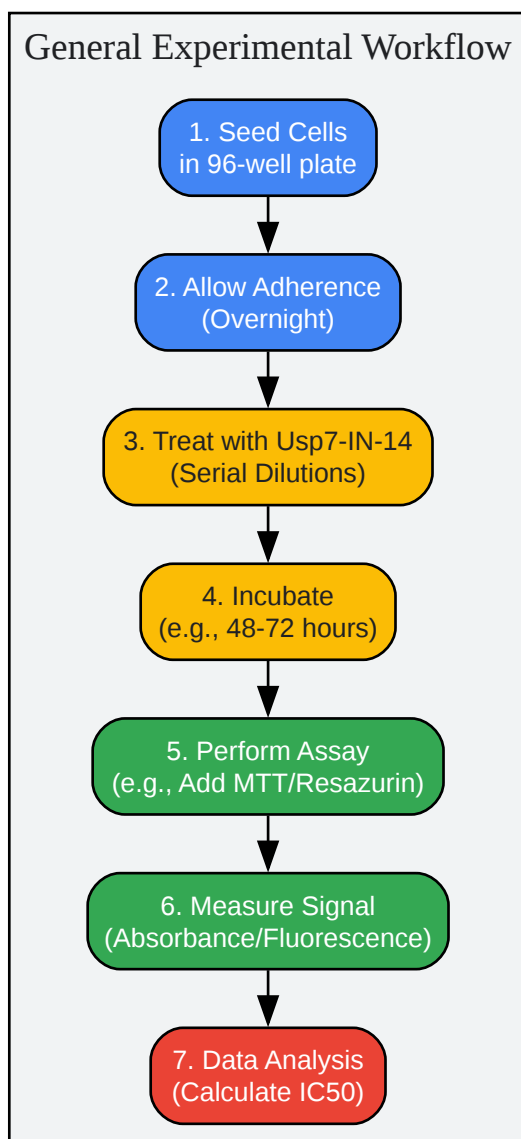 General Experimental Workflow
1. Seed Cells
in 96-well plate
2. Allow Adherence
(Overnight)
3. Treat with Usp7-IN-14
(Serial Dilutions)
4. Incubate
(e.g., 48-72 hours)
5. Perform Assay
(e.g., Add MTT/Resazurin)
6. Measure Signal
(Absorbance/Fluorescence)
7. Data Analysis
(Calculate IC50)